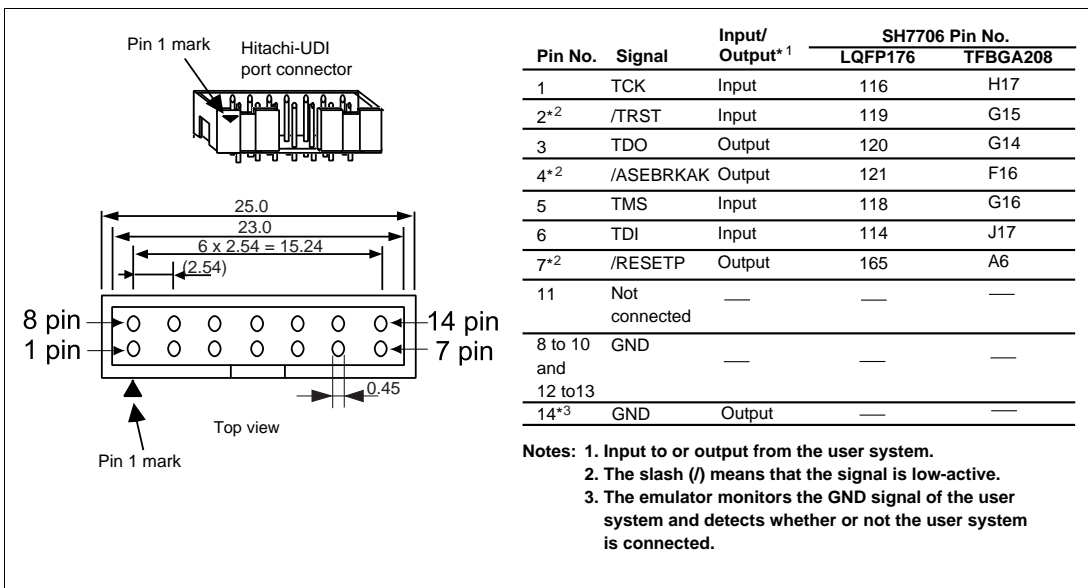 Pin 1 mark
Hitachi-UDI
port connector
25.0
23.0
6 x 2.54 = 15.24
(2.54)
8 pin
14 pin
1 pin
7 pin
0.45
Top view
Pin 1 mark
Pin No. Signal Input/ Output*1 SH7706 Pin No.
LQFP176 TFBGA208
1 TCK Input 116 H17
2*2 /TRST Input 119 G15
3 TDO Output 120 G14
4*2 /ASEBRKAK Output 121 F16
5 TMS Input 118 G16
6 TDI Input 114 J17
7*2 /RESETP Output 165 A6
11 Not
connected — — —
8 to 10 GND
and — — —
12 to13
14*3 GND Output — —
Notes: 1. Input to or output from the user system.
2. The slash (/) means that the signal is low-active.
3. The emulator monitors the GND signal of the user
system and detects whether or not the user system
is connected.